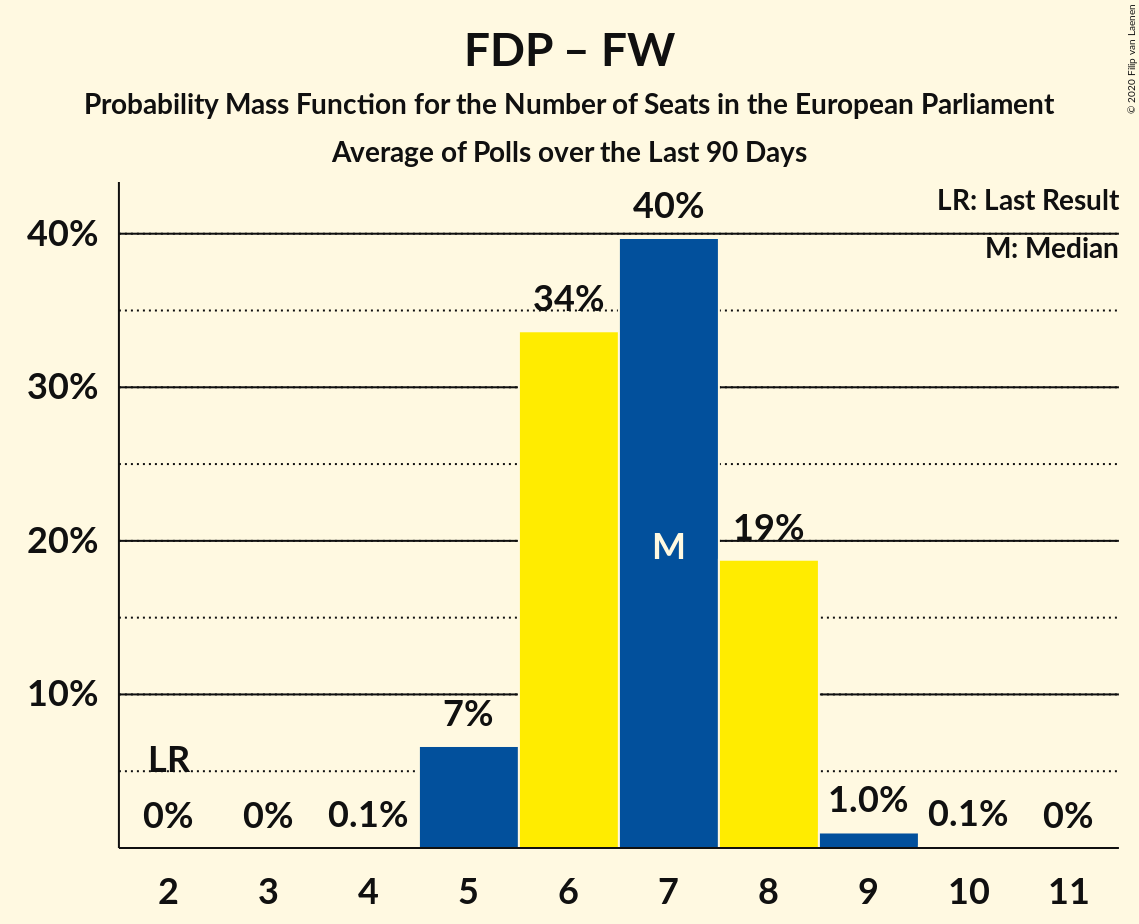 FDP – FW
Probability Mass Function for the Number of Seats in the European Parliament
Average of Polls over the Last 90 Days
© 2020 Filip van Laenen
LR: Last Result
M: Median
40%
30%
20%
10%
LR
0%
0%
0.1%
7%
34%
40%
M
19%
1.0%
0.1%
0%
2 3 4 5 6 7 8 9 10 11